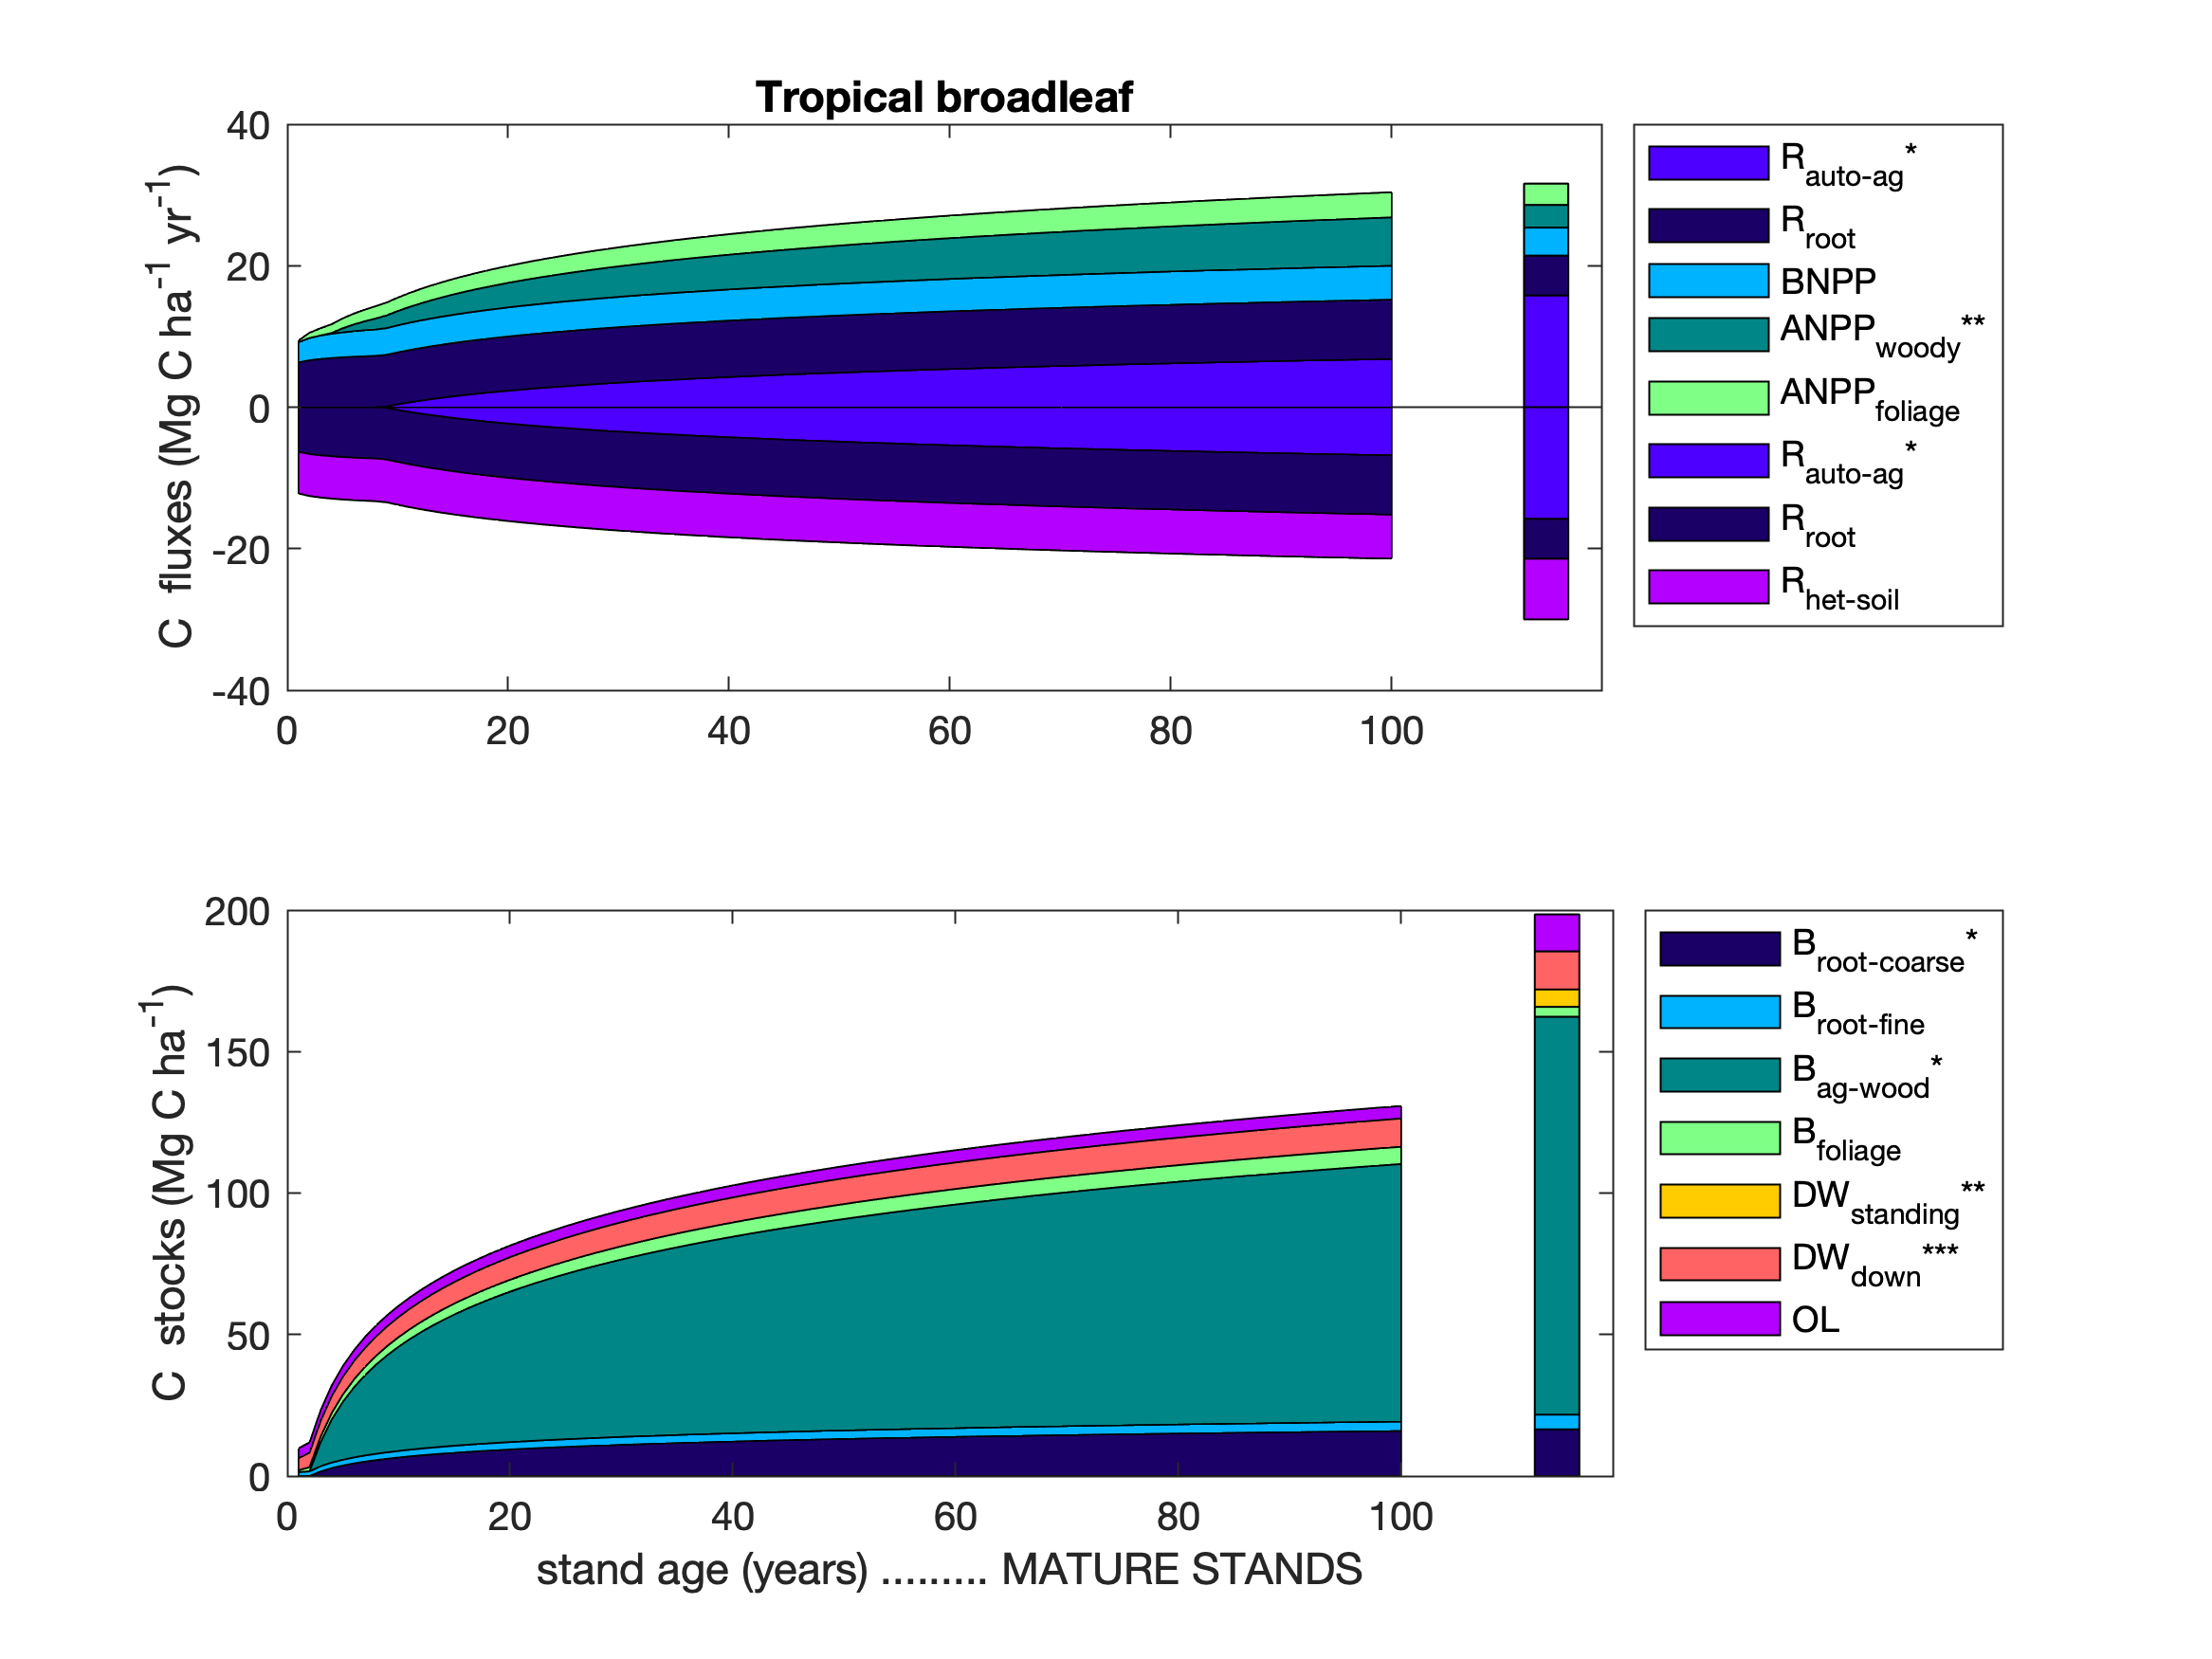 Tropical broadleaf
C fluxes (Mg C ha-1 yr-1)
40
20
0
-20
-40
0 20 40 60 80 100
Rauto-ag*
Rroot
BNPP
ANPPwoody**
ANPPfoliage
Rauto-ag*
Rroot
Rhet-soil
C stocks (Mg C ha-1)
200
150
100
50
0
0 20 40 60 80 100
stand age (years) ......... MATURE STANDS
Broot-coarse*
Broot-fine
Bag-wood*
Bfoliage
DWstanding**
DWdown***
OL